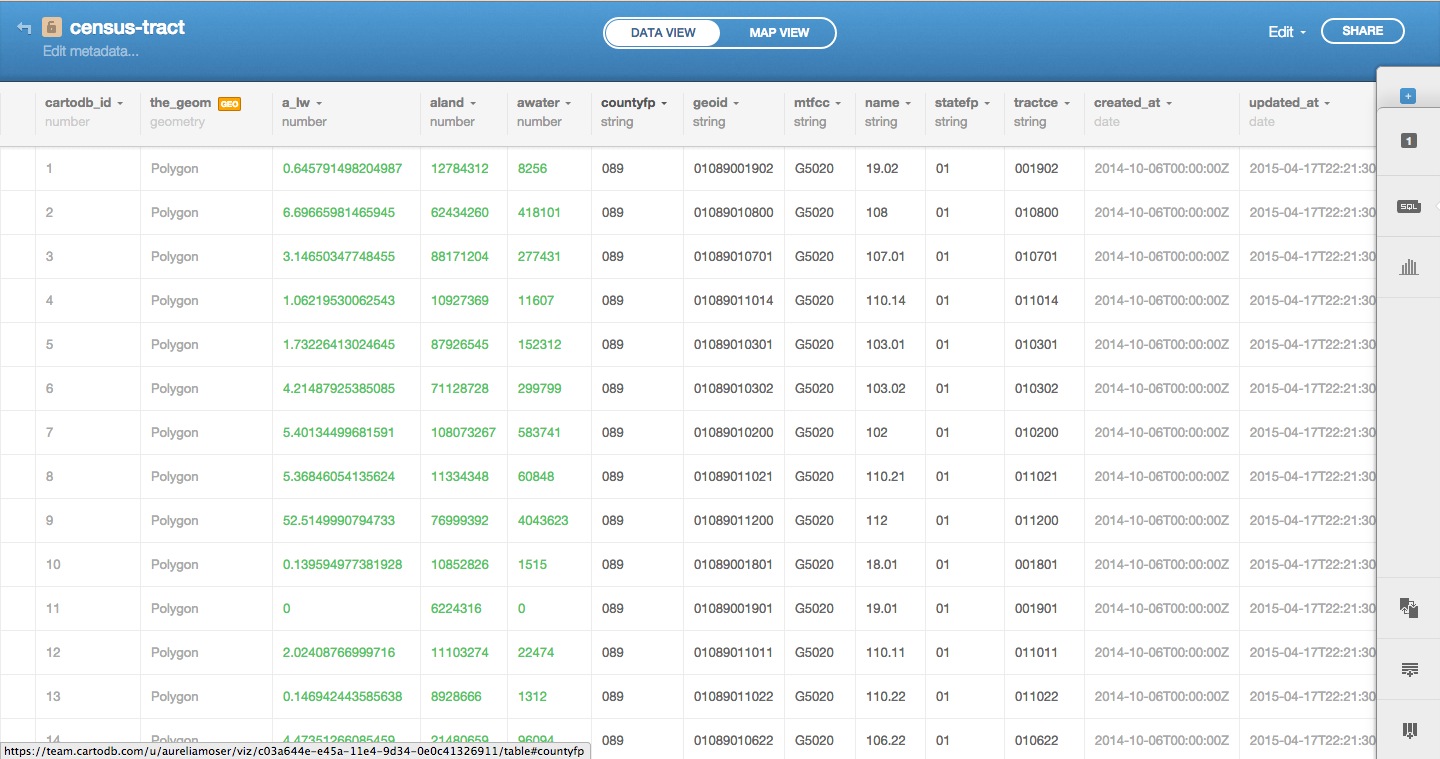 census-tract
Edit metadata...
DATA VIEW MAP VIEW
Edit SHARE
cartodb_id the_geom GEO a_lw aland awater countyfp geoid mtfcc name statefp tractce created_at updated_at
number geometry number number number string string string string string string date date
1 Polygon 0.645791498204987 12784312 8256 089 01089001902 G5020 19.02 01 001902 2014-10-06T00:00:00Z 2015-04-17T22:21:30
2 Polygon 6.69665981465945 62434260 418101 089 01089010800 G5020 108 01 010800 2014-10-06T00:00:00Z 2015-04-17T22:21:30
3 Polygon 3.14650347748455 88171204 277431 089 01089010701 G5020 107.01 01 010701 2014-10-06T00:00:00Z 2015-04-17T22:21:30
4 Polygon 1.06219530062543 10927369 11607 089 01089011014 G5020 110.14 01 011014 2014-10-06T00:00:00Z 2015-04-17T22:21:30
5 Polygon 1.73226413024645 87926545 152312 089 01089010301 G5020 103.01 01 010301 2014-10-06T00:00:00Z 2015-04-17T22:21:30
6 Polygon 4.21487925385085 71128728 299799 089 01089010302 G5020 103.02 01 010302 2014-10-06T00:00:00Z 2015-04-17T22:21:30
7 Polygon 5.40134499681591 108073267 583741 089 01089010200 G5020 102 01 010200 2014-10-06T00:00:00Z 2015-04-17T22:21:30
8 Polygon 5.36846054135624 11334348 60848 089 01089011021 G5020 110.21 01 011021 2014-10-06T00:00:00Z 2015-04-17T22:21:30
9 Polygon 52.5149990794733 76999392 4043623 089 01089011200 G5020 112 01 011200 2014-10-06T00:00:00Z 2015-04-17T22:21:30
10 Polygon 0.139594977381928 10852826 1515 089 01089001801 G5020 18.01 01 001801 2014-10-06T00:00:00Z 2015-04-17T22:21:30
11 Polygon 0 6224316 0 089 01089001901 G5020 19.01 01 001901 2014-10-06T00:00:00Z 2015-04-17T22:21:30
12 Polygon 2.02408766999716 11103274 22474 089 01089011011 G5020 110.11 01 011011 2014-10-06T00:00:00Z 2015-04-17T22:21:30
13 Polygon 0.146942443585638 8928666 1312 089 01089011022 G5020 110.22 01 011022 2014-10-06T00:00:00Z 2015-04-17T22:21:30
14 Polygon 4.47351266085459 21480659 96094 089 01089010622 G5020 106.22 01 010622 2014-10-06T00:00:00Z 2015-04-17T22:21:30
https://team.cartodb.com/u/aureliamoser/viz/c03a644e-e45a-11e4-9d34-0e0c41326911/table#countyfp
1
SQL